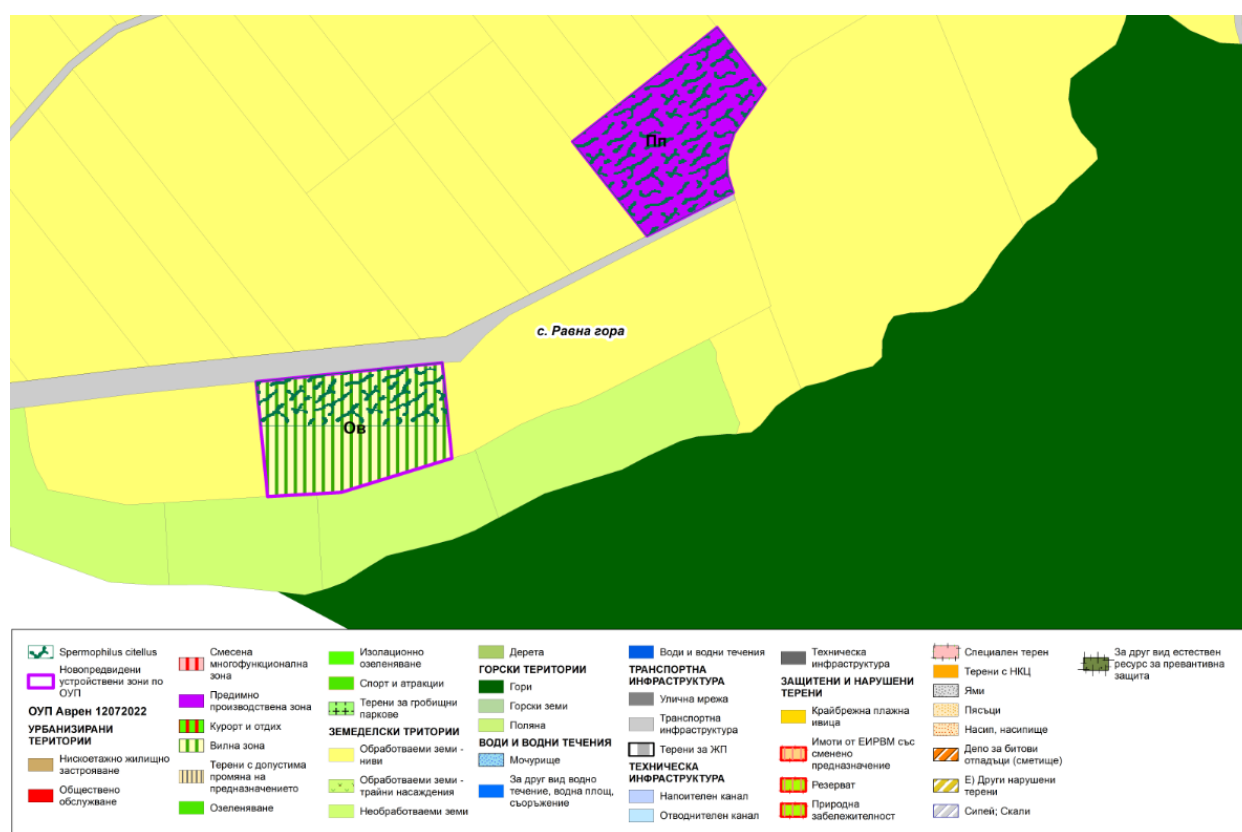 Пп
с. Равна гора
Ов
Spermophilus citellus
Новопредвидени
устройствени зони по
ОУП
ОУП Аврен 12072022
УРБАНИЗИРАНИ
ТЕРИТОРИИ
Нискоетажно жилищно
застрояване
Обществено
обслужване
Смесена
многофункционална
зона
Предимно
производствена зона
Курорт и отдих
Вилна зона
Терени с допустима
промяна на
предназначението
Озеленяване
Изолационно
озеленяване
Спорт и атракции
Терени за гробищни
паркове
ЗЕМЕДЕЛСКИ ТРИТОРИИ
Обработваеми земи -
ниви
Обработваеми земи -
трайни насаждения
Необработваеми земи
Дерета
ГОРСКИ ТЕРИТОРИИ
Гори
Горски земи
Поляна
ВОДИ И ВОДНИ ТЕЧЕНИЯ
Мочурище
За друг вид водно
течение, водна площ,
съоръжение
Води и водни течения
ТРАНСПОРТНА
ИНФРАСТРУКТУРА
Улична мрежа
Транспортна
инфраструктура
Терени за ЖП
ТЕХНИЧЕСКА
ИНФРАСТРУКТУРА
Напоителен канал
Отводнителен канал
Техническа
инфраструктура
ЗАЩИТЕНИ И НАРУШЕНИ
ТЕРЕНИ
Крайбрежна плажна
ивица
Имоти от ЕИРВМ със
сменено
предназначение
Резерват
Природна
забележителност
Специален терен
Терени с НКЦ
Ями
Пясъци
Насип, насипище
Депо за битови
отпадъци (сметище)
Е) Други нарушени
терени
Сипей; Скали
За друг вид естествен
ресурс за превантивна
защита